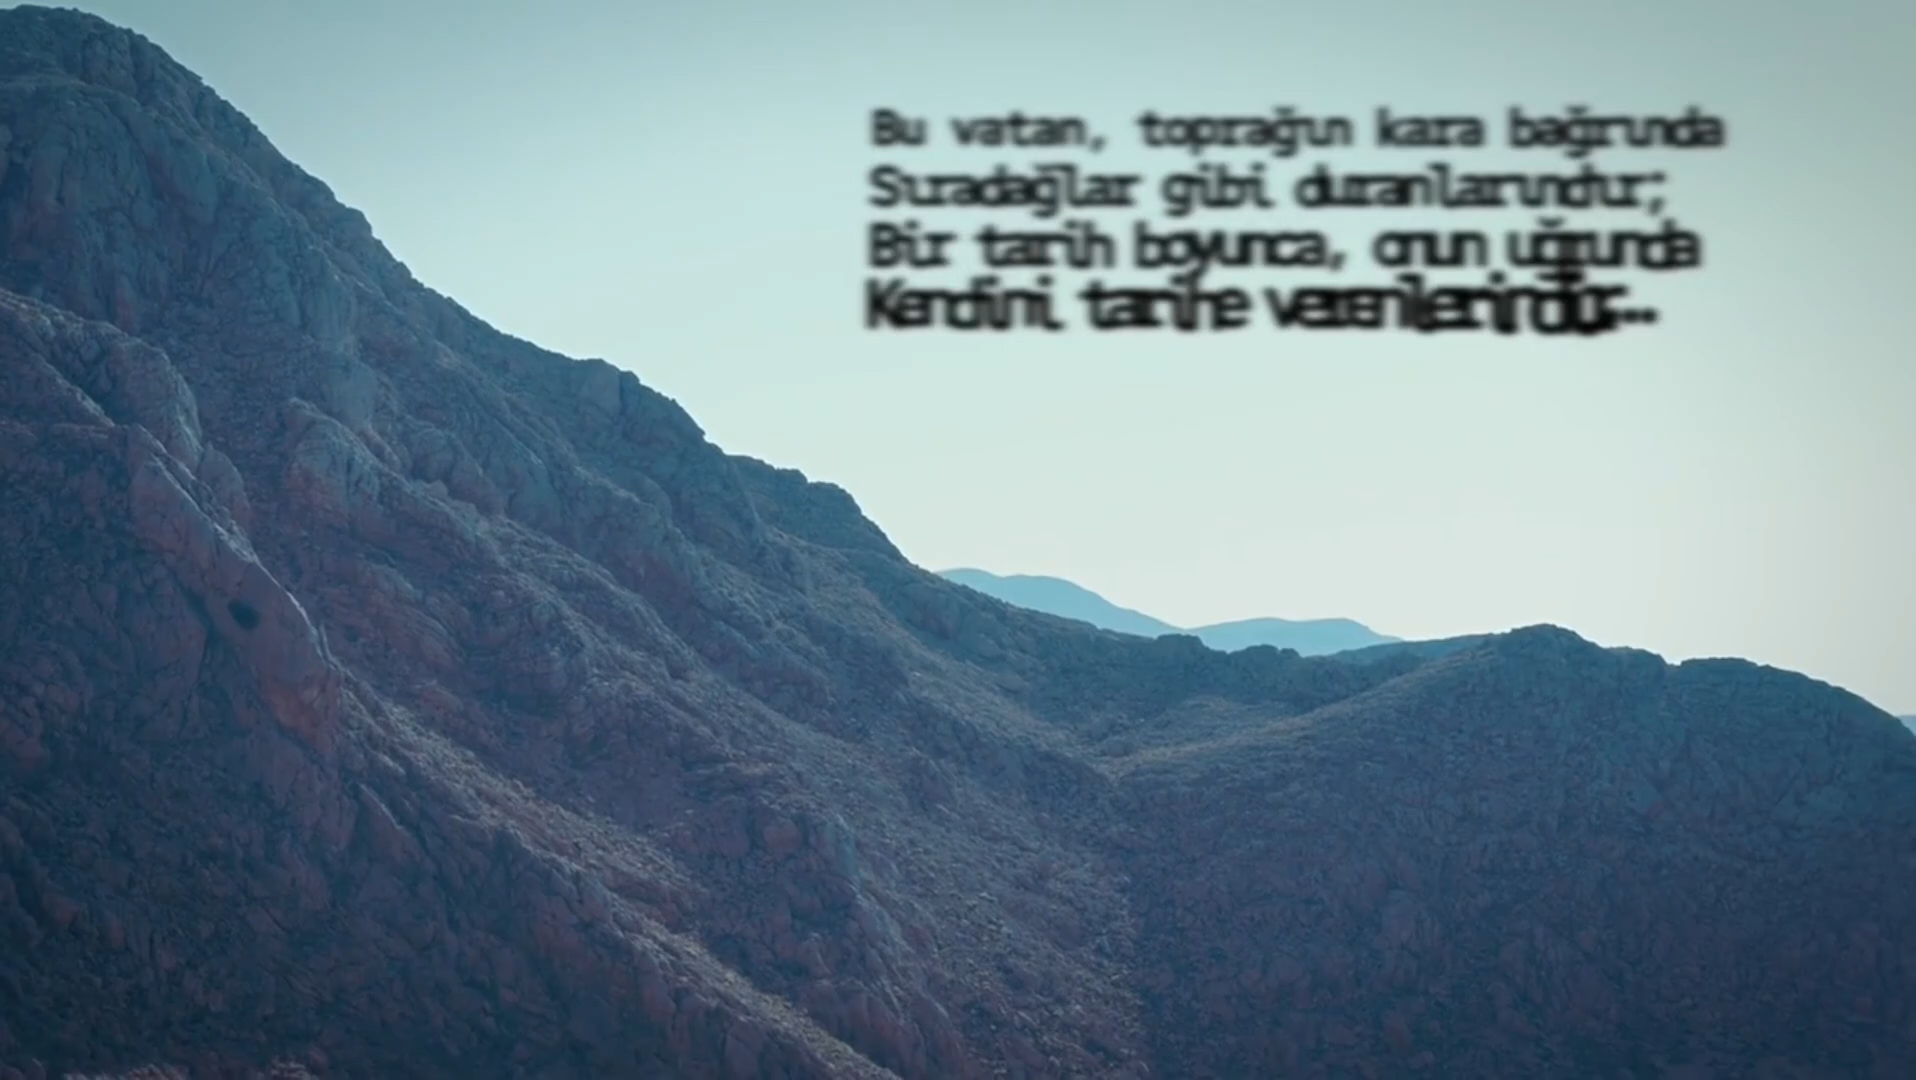 Bu vatan, toprağın kara bağrında
Sıradağlar gibi duranlarındır;
Bir tarih boyunca, onun uğrunda
Kendini tarihe verenlerindir...